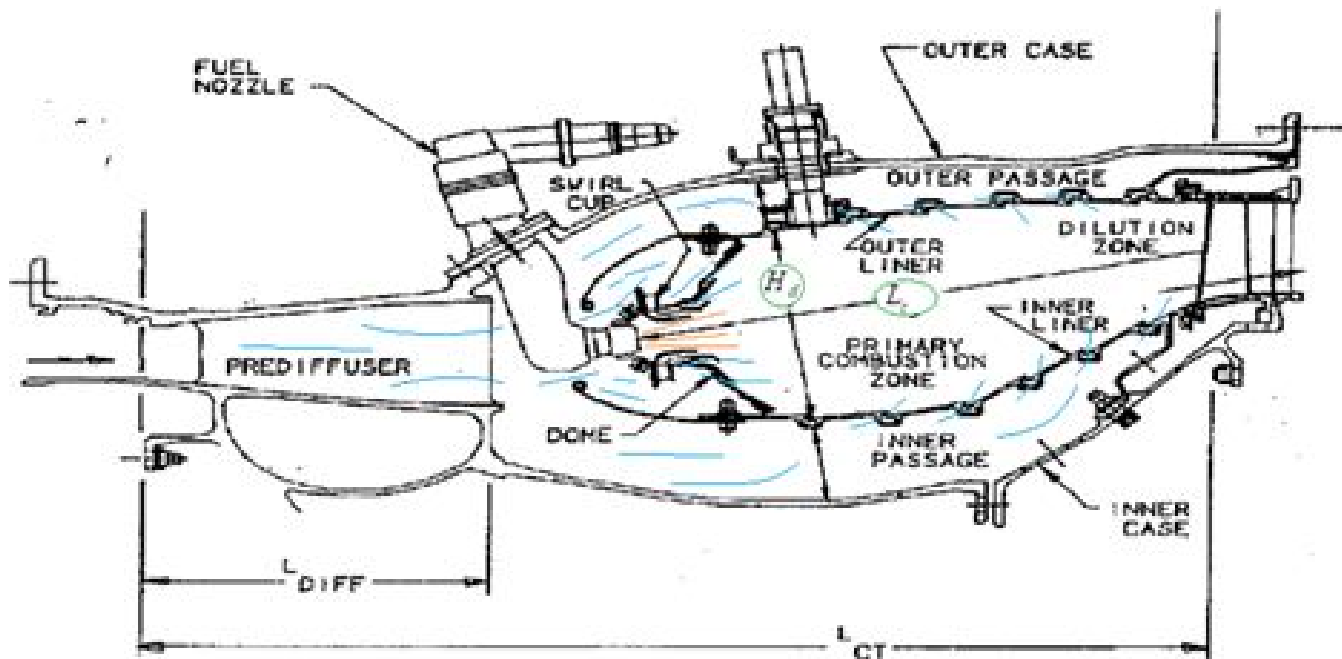 FUEL
NOZZLE
OUTER CASE
SWIRL
CUP
OUTER PASSAGE
DILUTION
ZONE
OUTER
LINER
H
L
INNER
LINER
PREDIFFUSER
PRIMARY
COMBUSTION
ZONE
DOME
INNER
PASSAGE
INNER
CASE
L
DIFF
L
CT